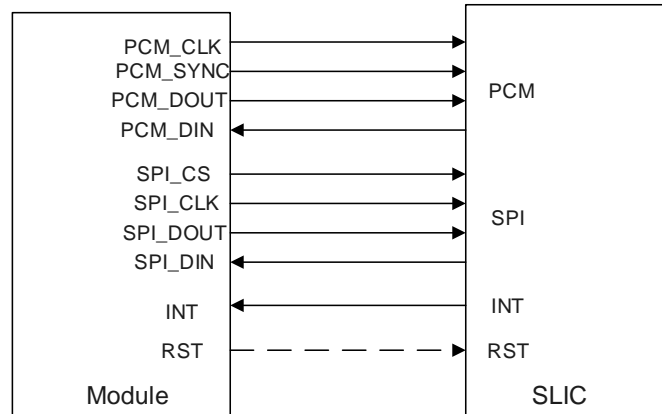 PCM_CLK
PCM_SYNC
PCM_DOUT
PCM_DIN
PCM
SPI_CS
SPI_CLK
SPI_DOUT
SPI_DIN
SPI
INT
INT
RST
RST
Module
SLIC